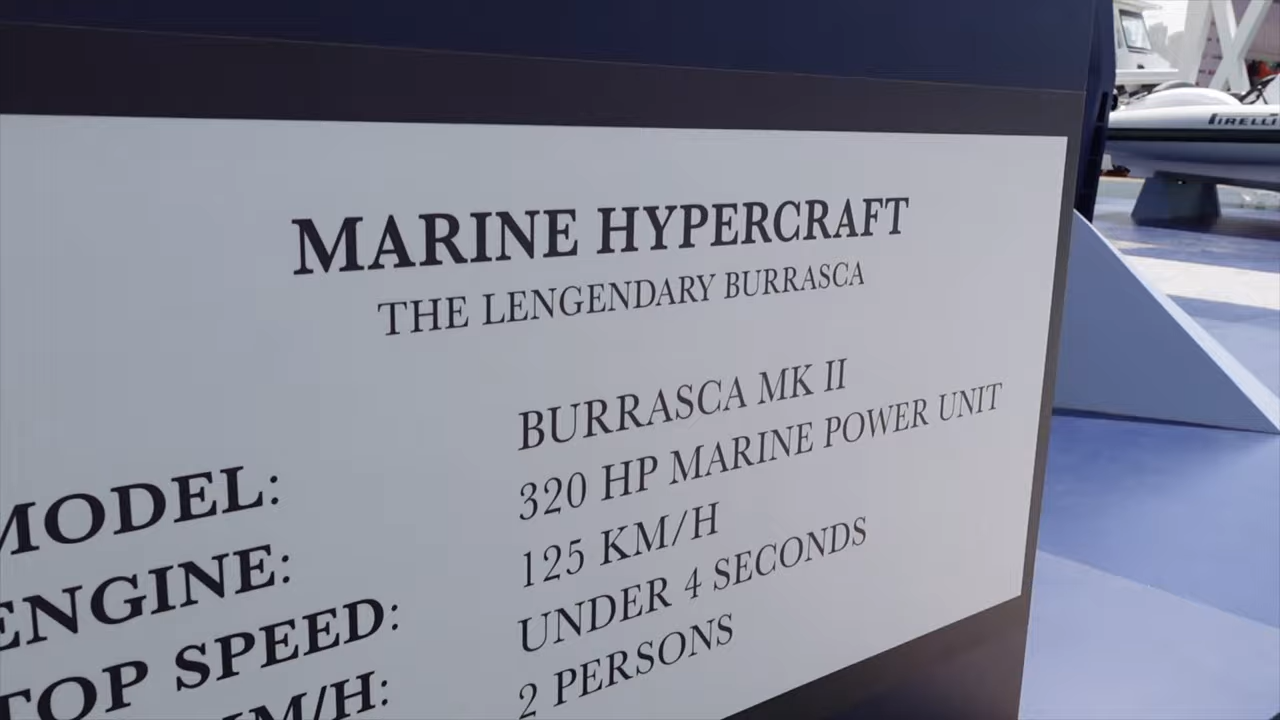 MARINE HYPERCRAFT
THE LENGENDARY BURRASCA
MODEL: BURRASCA MK II
ENGINE: 320 HP MARINE POWER UNIT
TOP SPEED: 125 KM/H
KM/H: UNDER 4 SECONDS
2 PERSONS
PIRELLI